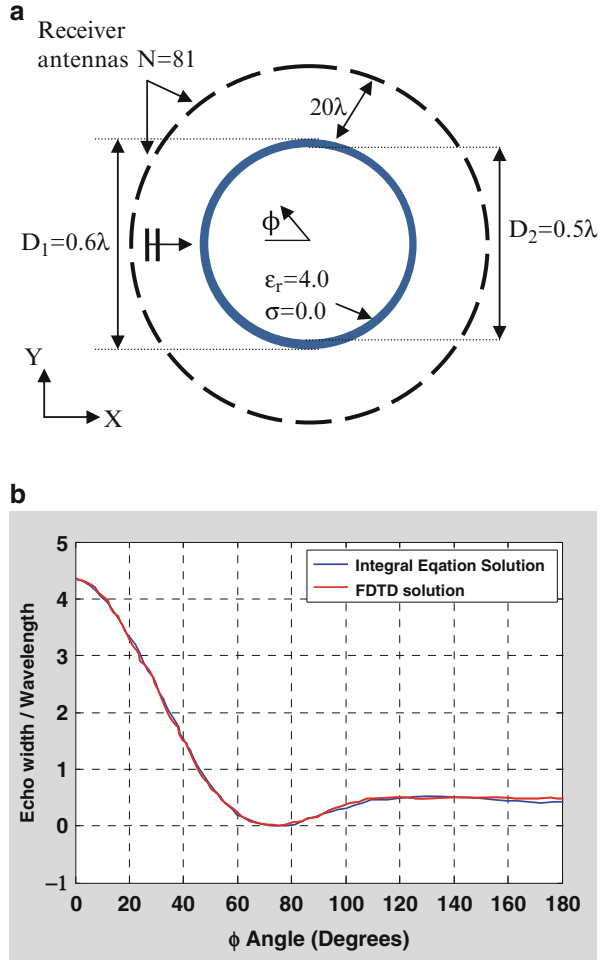 a
Receiver
antennas N=81
20λ
D₁=0.6λ
D₂=0.5λ
ϕ
εᵣ=4.0
σ=0.0
Y
X
b
5
4
3
2
1
0
−1
Echo width / Wavelength
Integral Eqation Solution
FDTD solution
0 20 40 60 80 100 120 140 160 180
ϕ Angle (Degrees)